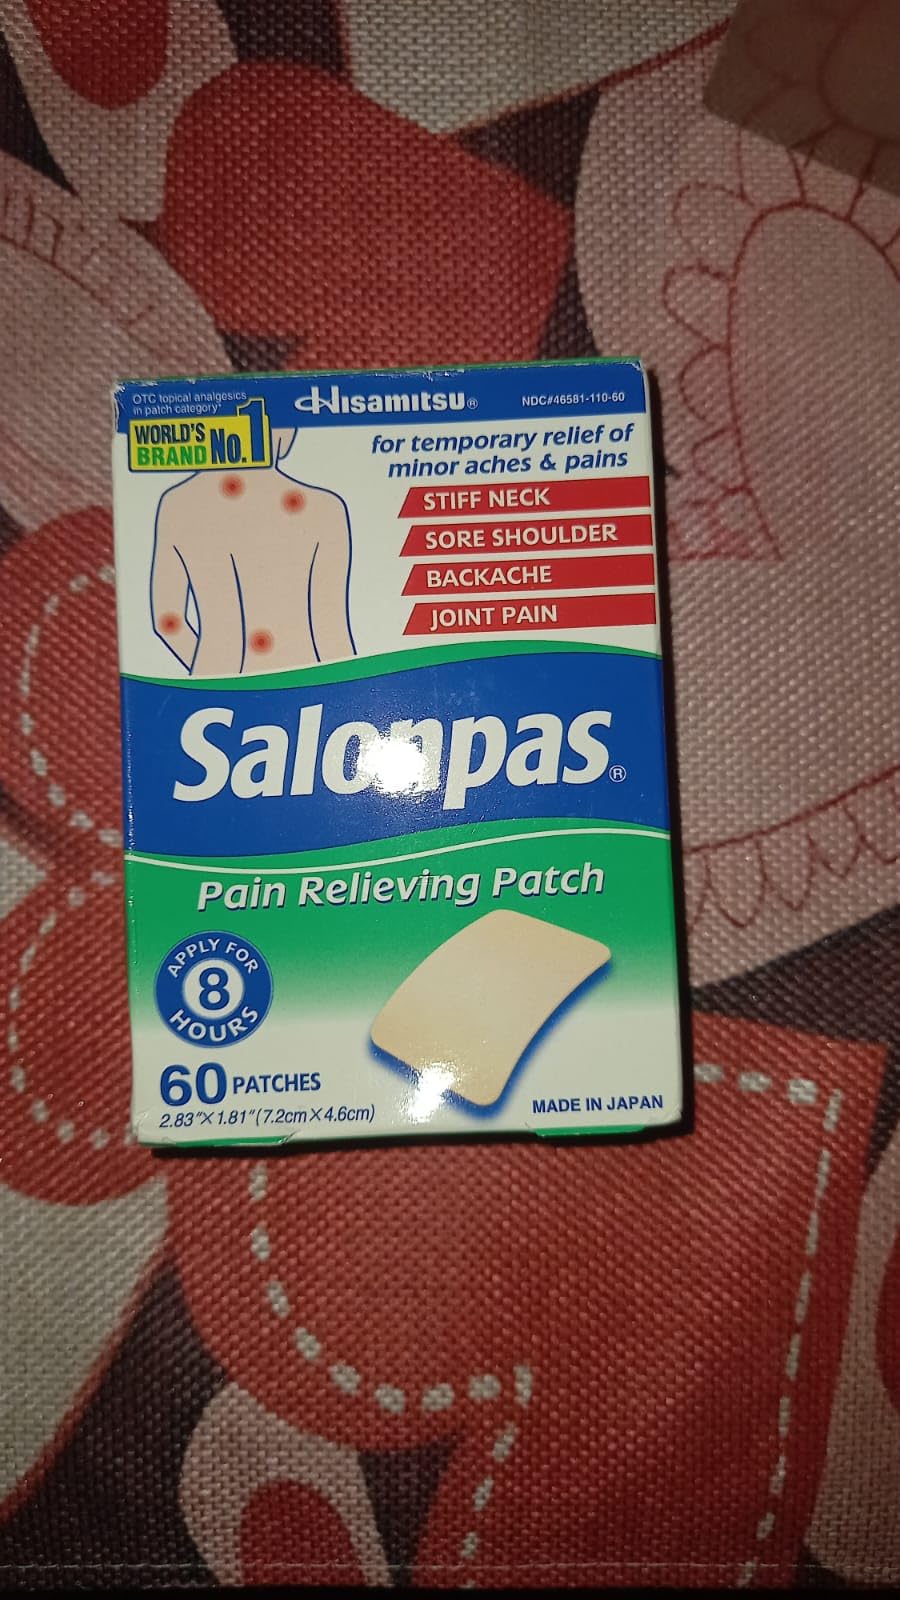 OTC topical analgesics
in patch category*
WORLD'S
BRAND No.1
Hisamitsu®
NDC#46581-110-60
for temporary relief of
minor aches & pains
STIFF NECK
SORE SHOULDER
BACKACHE
JOINT PAIN
Salonpas®
Pain Relieving Patch
APPLY FOR
8
HOURS
60 PATCHES
2.83"X1.81"(7.2cmX4.6cm)
MADE IN JAPAN